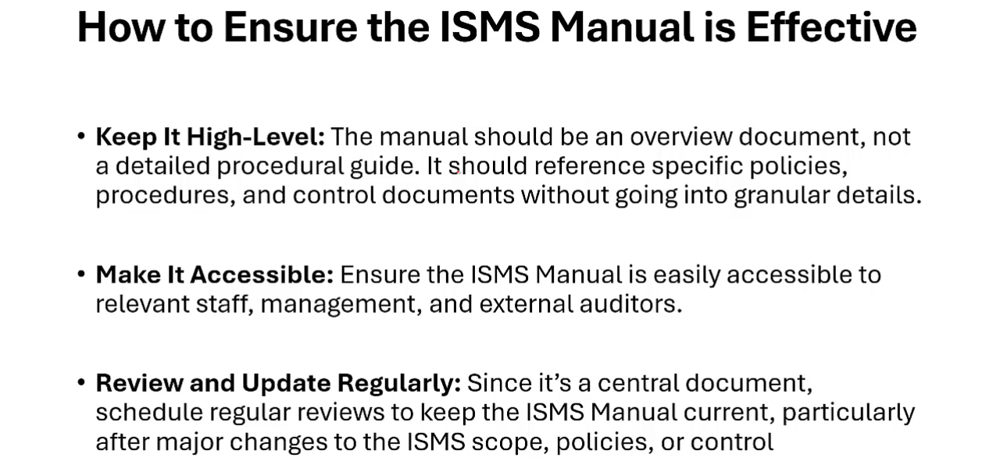 How to Ensure the ISMS Manual is Effective
• Keep It High-Level: The manual should be an overview document, not
a detailed procedural guide. It should reference specific policies,
procedures, and control documents without going into granular details.
• Make It Accessible: Ensure the ISMS Manual is easily accessible to
relevant staff, management, and external auditors.
• Review and Update Regularly: Since it’s a central document,
schedule regular reviews to keep the ISMS Manual current, particularly
after major changes to the ISMS scope, policies, or control